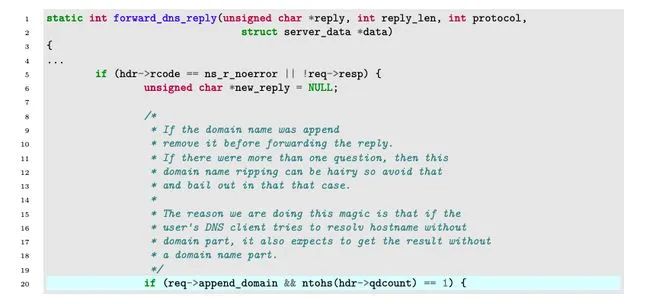 1 static int forward_dns_reply(unsigned char *reply, int reply_len, int protocol,
2 struct server_data *data)
3 {
4 ...
5 if (hdr->rcode == ns_r_noerror || !req->resp) {
6 unsigned char *new_reply = NULL;
7
8 /*
9 * If the domain name was append
10 * remove it before forwarding the reply.
11 * If there were more than one question, then this
12 * domain name ripping can be hairy so avoid that
13 * and bail out in that that case.
14 *
15 * The reason we are doing this magic is that if the
16 * user's DNS client tries to resolv hostname without
17 * domain part, it also expects to get the result without
18 * a domain name part.
19 */
20 if (req->append_domain && ntohs(hdr->qdcount) == 1) {